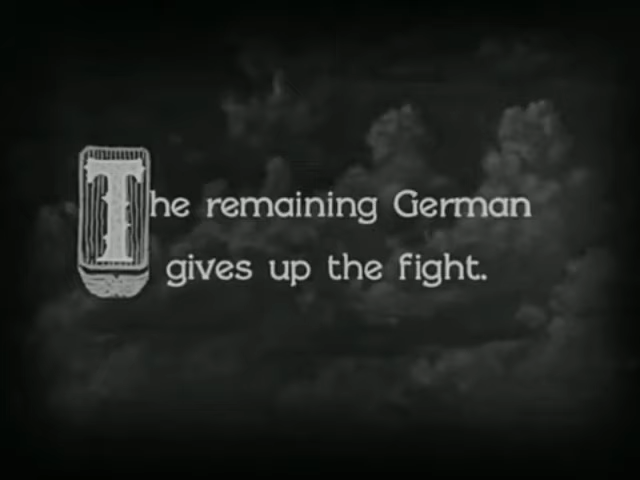 The remaining German
gives up the fight.